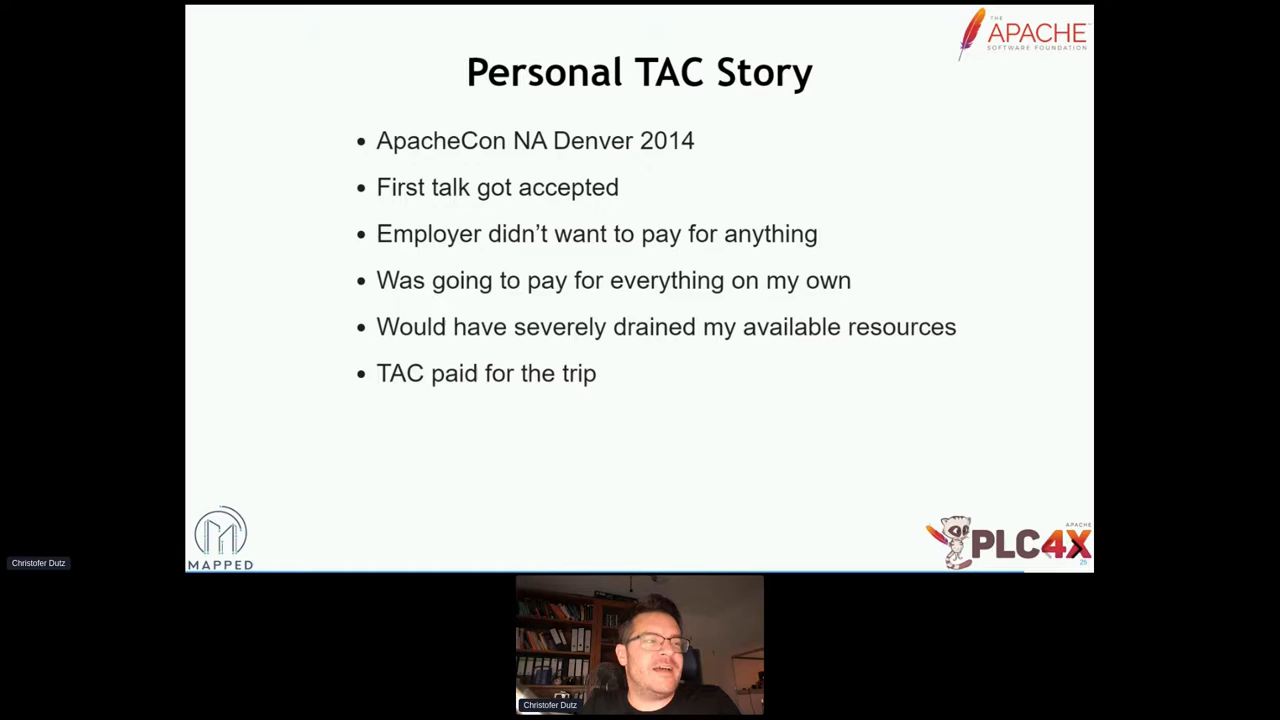 THE
APACHE
SOFTWARE FOUNDATION
Personal TAC Story
• ApacheCon NA Denver 2014
• First talk got accepted
• Employer didn’t want to pay for anything
• Was going to pay for everything on my own
• Would have severely drained my available resources
• TAC paid for the trip
MAPPED
APACHE
PLC4X
Christofer Dutz
Christofer Dutz